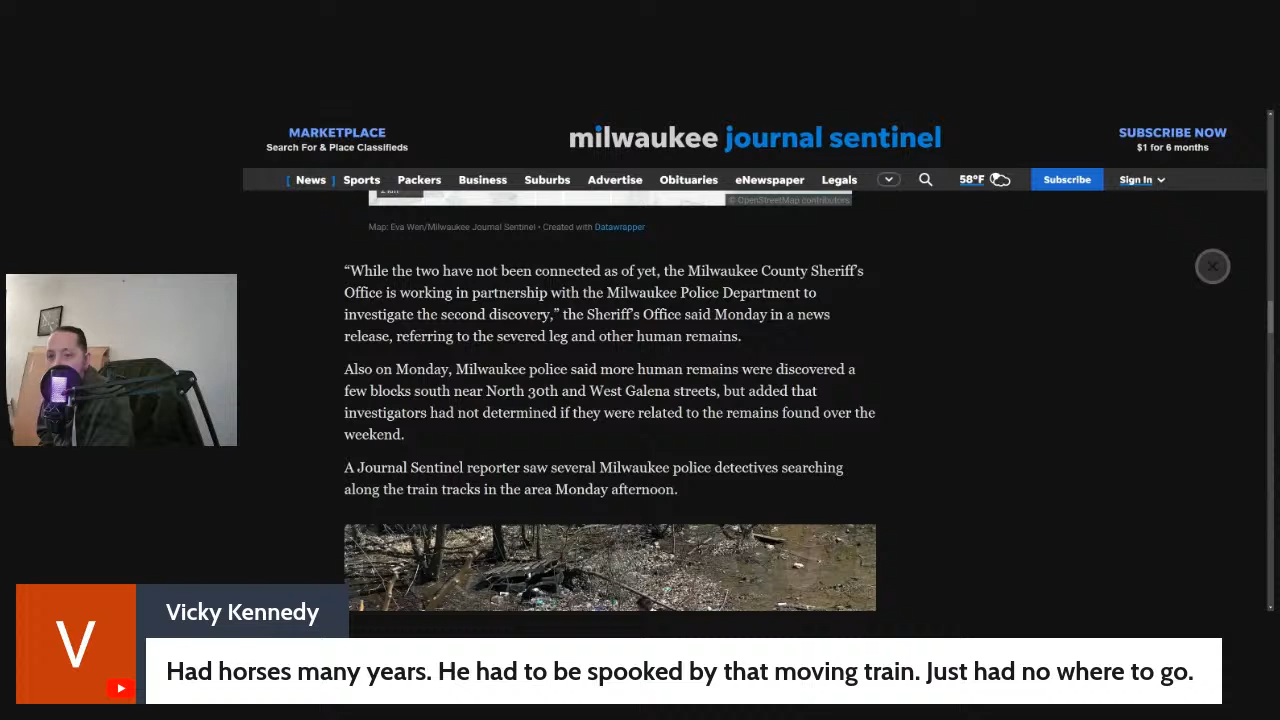 MARKETPLACE
Search For & Place Classifieds
milwaukee journal sentinel
SUBSCRIBE NOW
$1 for 6 months
[ News ] Sports Packers Business Suburbs Advertise Obituaries eNewspaper Legals 58°F Subscribe Sign In
© OpenStreetMap contributors
Map: Eva Wen/Milwaukee Journal Sentinel • Created with Datawrapper
“While the two have not been connected as of yet, the Milwaukee County Sheriff’s
Office is working in partnership with the Milwaukee Police Department to
investigate the second discovery,” the Sheriff’s Office said Monday in a news
release, referring to the severed leg and other human remains.
Also on Monday, Milwaukee police said more human remains were discovered a
few blocks south near North 30th and West Galena streets, but added that
investigators had not determined if they were related to the remains found over the
weekend.
A Journal Sentinel reporter saw several Milwaukee police detectives searching
along the train tracks in the area Monday afternoon.
V
Vicky Kennedy
Had horses many years. He had to be spooked by that moving train. Just had no where to go.